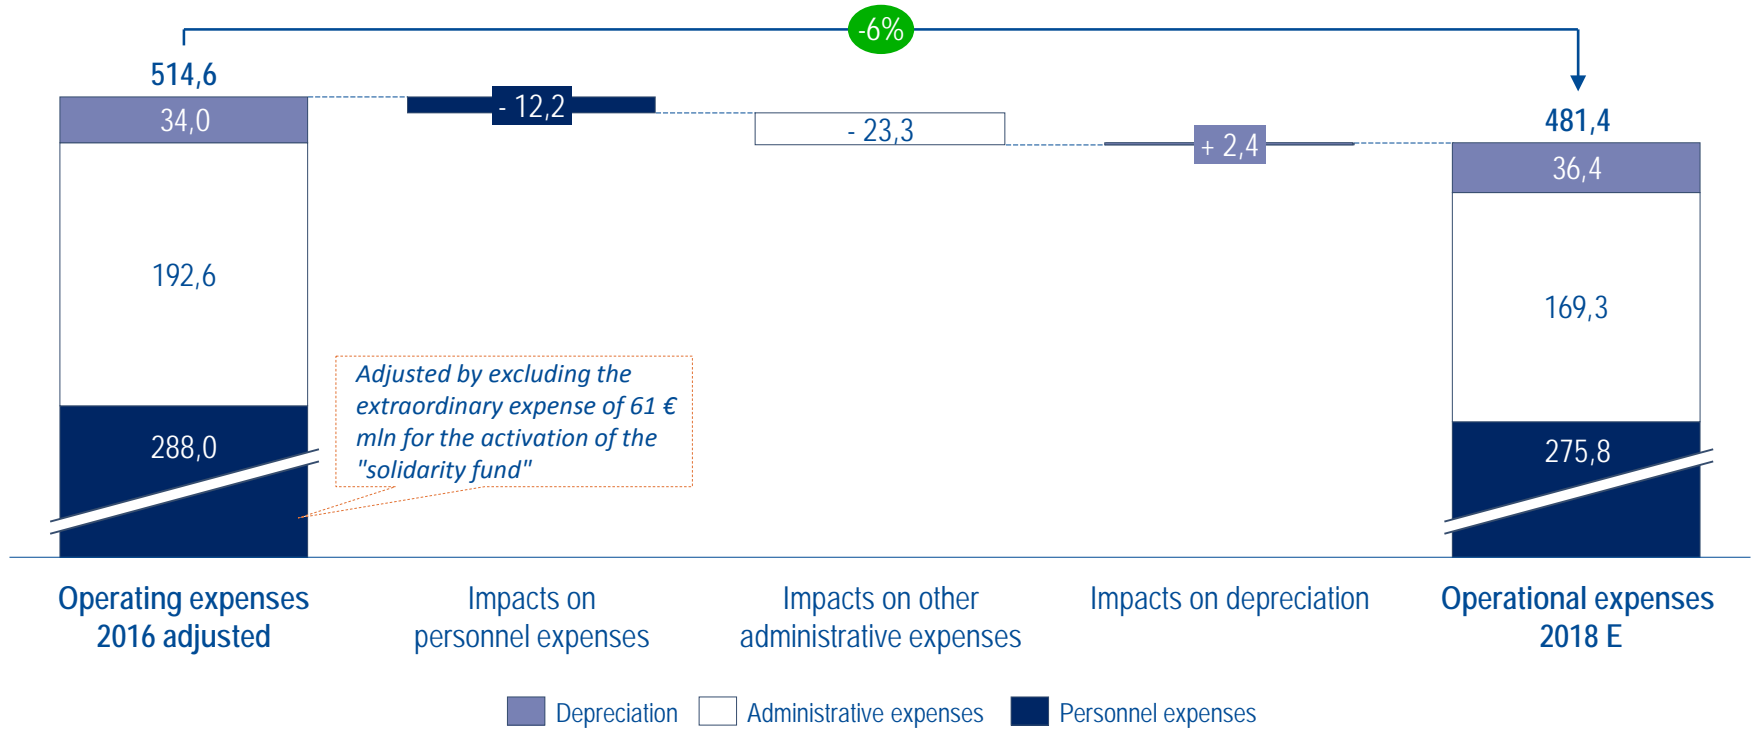 -6%
514,6
34,0
192,6
288,0
- 12,2
- 23,3
+ 2,4
481,4
36,4
169,3
275,8
Adjusted by excluding the
extraordinary expense of 61 €
mln for the activation of the
"solidarity fund"
Operating expenses
2016 adjusted
Impacts on
personnel expenses
Impacts on other
administrative expenses
Impacts on depreciation
Operational expenses
2018 E
Depreciation
Administrative expenses
Personnel expenses